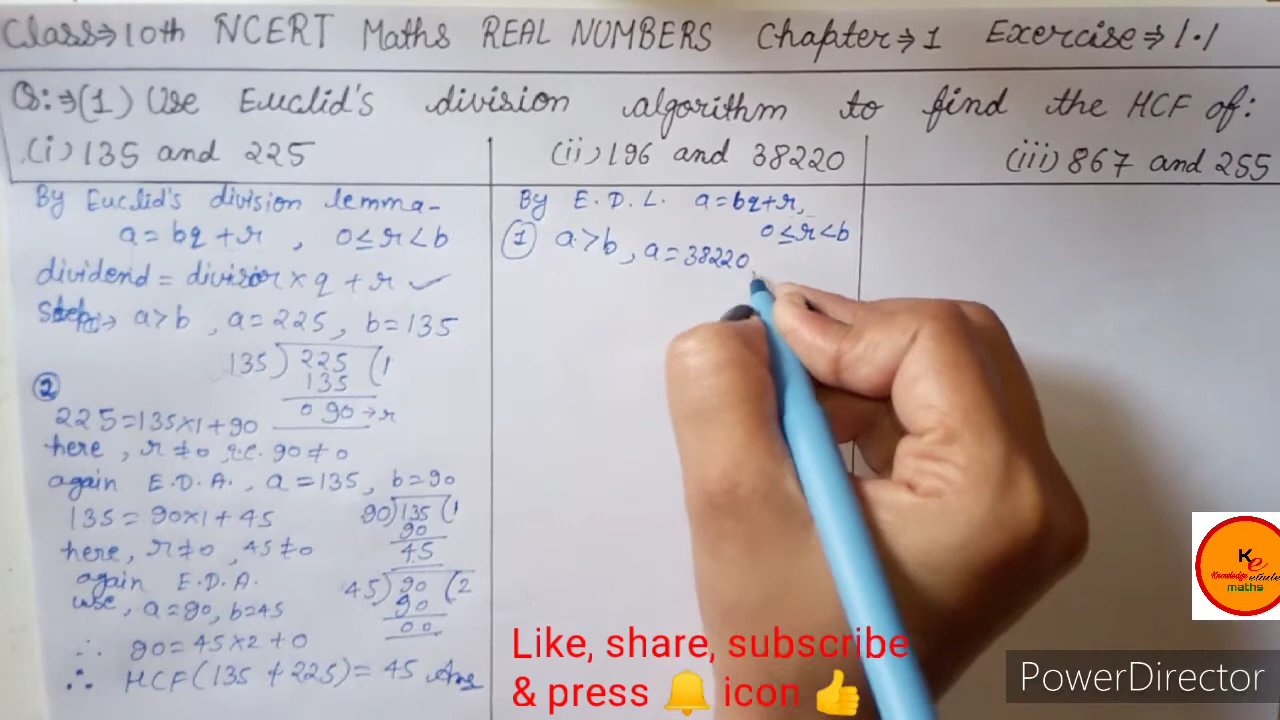 Class⇒10th NCERT Maths REAL NUMBERS Chapter⇒1 Exercise⇒1.1
Q:⇒(1) Use Euclid's division algorithm to find the HCF of:
(i) 135 and 225
(ii) 196 and 38220
(iii) 867 and 255
By Euclid's division lemma-
a = bq + r , 0≤r<b
dividend = divisor × q + r ✓
Step(1)⇒ a>b , a=225, b=135
135) 225 (1
135
0 90→r
②
225=135×1+90
here, r≠0 i.e. 90≠0
again E.D.A., a=135, b=90
135 = 90×1+45
90)135(1
90
45
here, r≠0, 45≠0
again E.D.A.
use, a=90, b=45
45)90(2
90
00
∴ 90=45×2+0
∴ HCF(135 + 225) = 45 Ans
By E.D.L. a=bq+r,
0≤r<b
① a>b, a=38220
Ke
Knowledge
maths
Like, share, subscribe
& press 🔔 icon 👍
PowerDirector